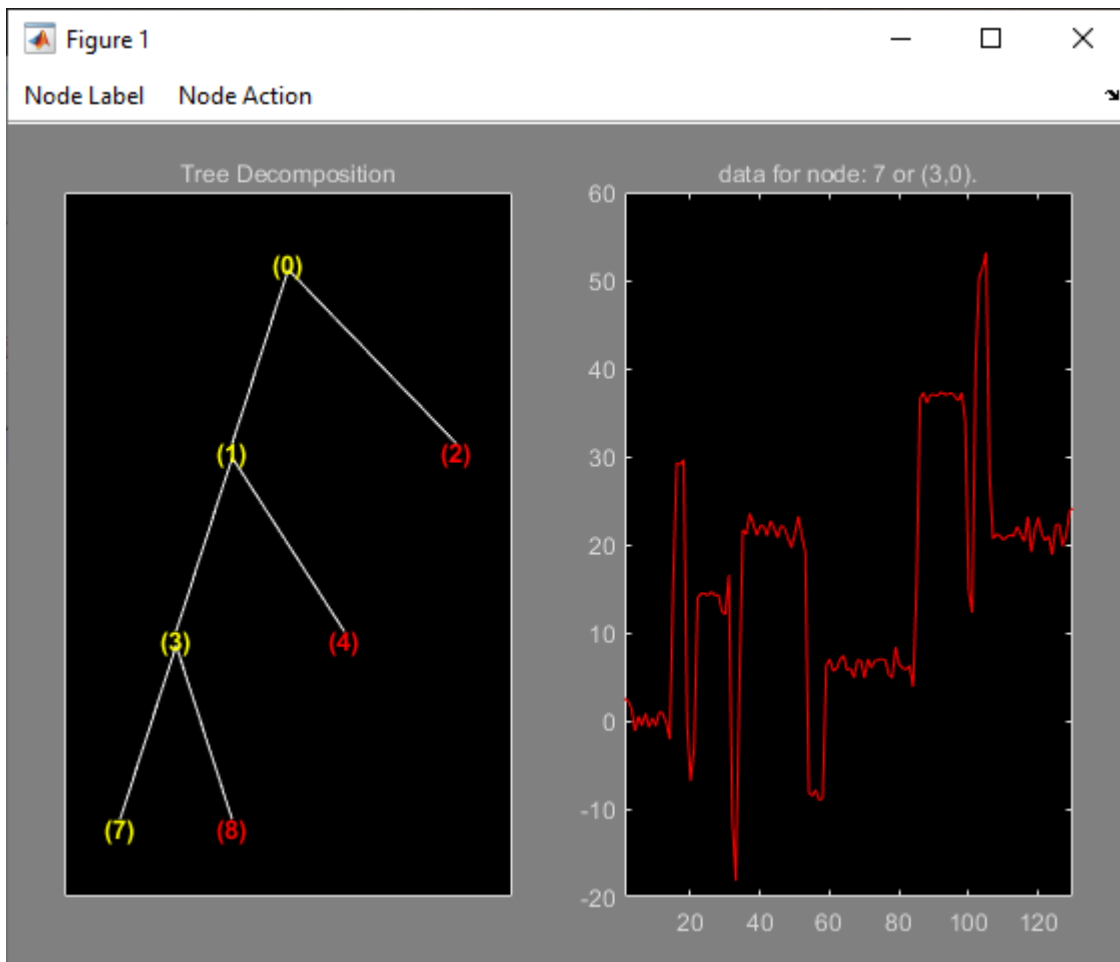 Figure 1
Node Label Node Action
Tree Decomposition
(0)
(1) (2)
(3) (4)
(7) (8)
data for node: 7 or (3,0).
60
50
40
30
20
10
0
-10
-20
20 40 60 80 100 120